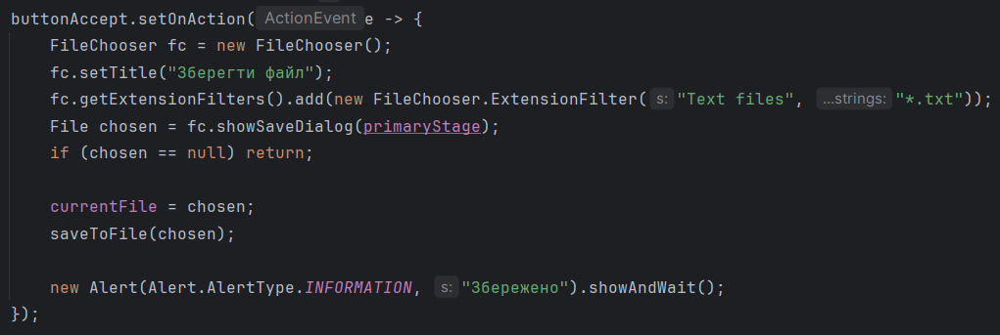 buttonAccept.setOnAction( ActionEvent e -> {
    FileChooser fc = new FileChooser();
    fc.setTitle("Зберегти файл");
    fc.getExtensionFilters().add(new FileChooser.ExtensionFilter( s: "Text files", ...strings: "*.txt"));
    File chosen = fc.showSaveDialog(primaryStage);
    if (chosen == null) return;

    currentFile = chosen;
    saveToFile(chosen);

    new Alert(Alert.AlertType.INFORMATION, s: "Збережено").showAndWait();
});